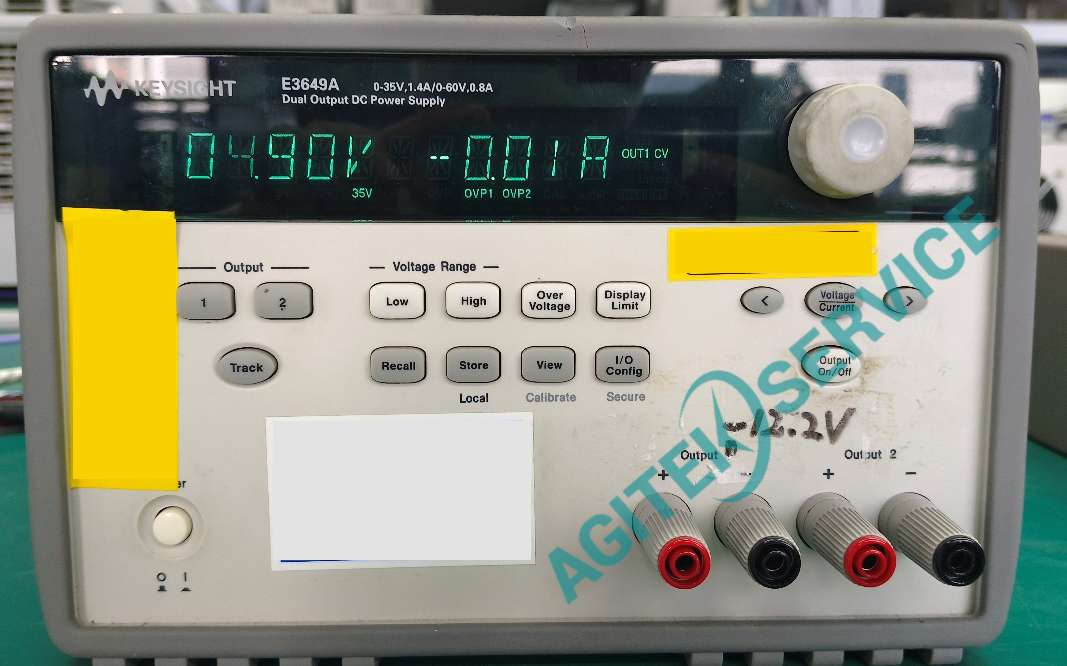 KEYSIGHT
E3649A 0-35V,1.4A/0-60V,0.8A
Dual Output DC Power Supply
04.90V -0.01A OUT1 CV
35V OVP1 OVP2
Output
Voltage Range
1
2
Low
High
Over Voltage
Display Limit
<
Voltage Current
>
Track
Recall
Store
View
I/O Config
Output On/Off
Local
Calibrate
Secure
-12.2V
Output
Output 2
+
-
+
-
er
O I
AGITEK SERVICE